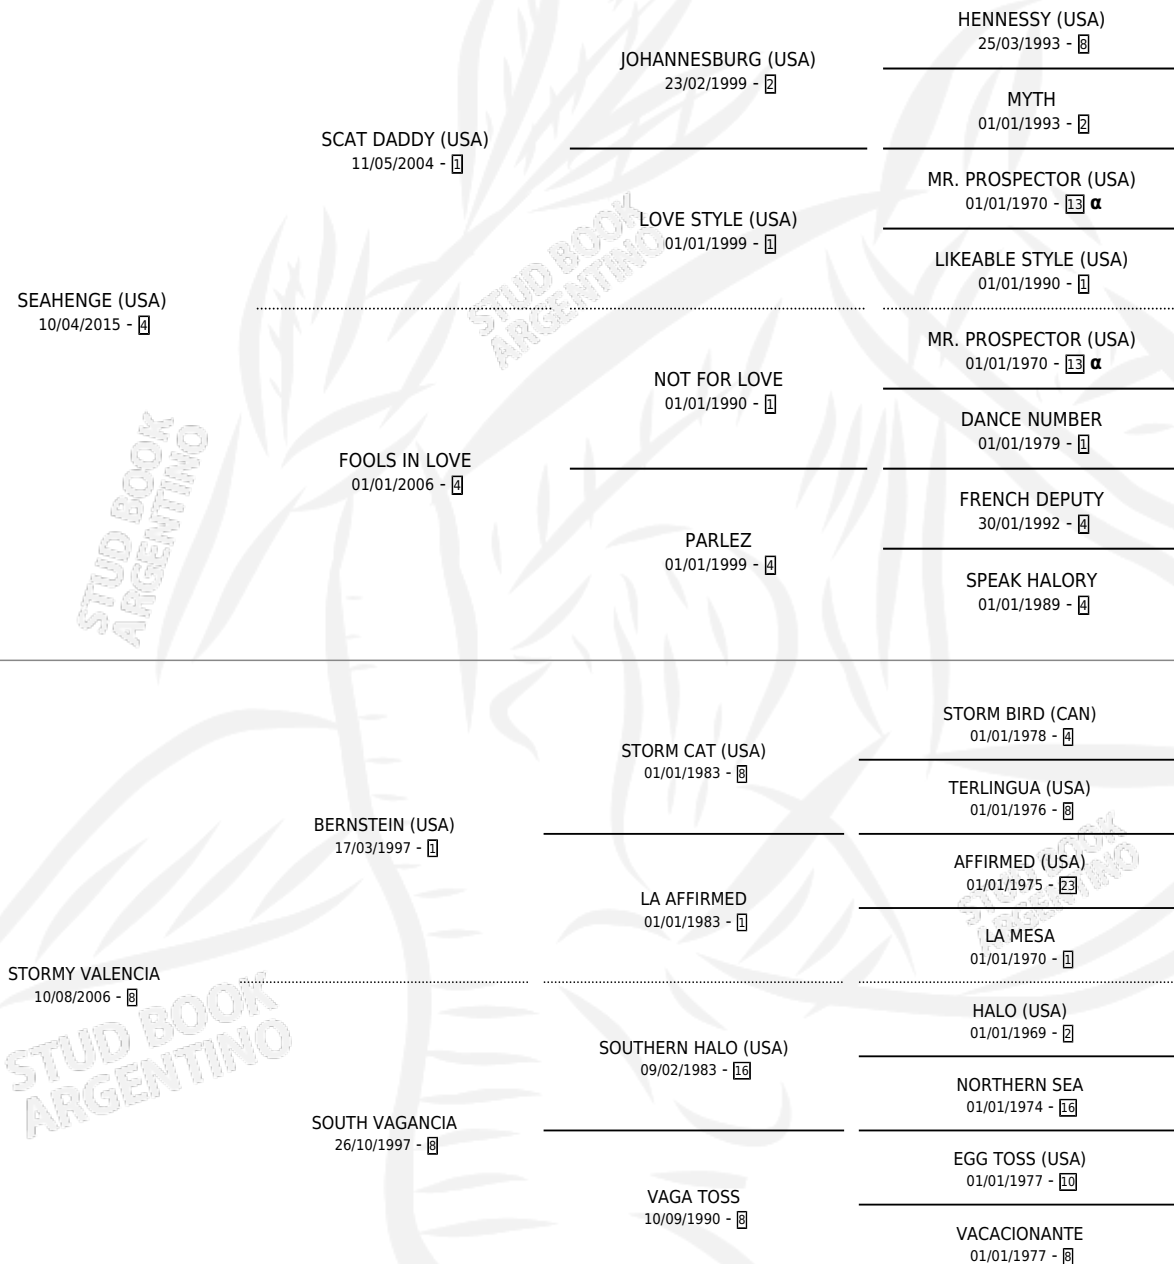 SEAHENGE (USA)
10/04/2015 - 4
SCAT DADDY (USA)
11/05/2004 - 1
JOHANNESBURG (USA)
23/02/1999 - 2
HENNESSY (USA)
25/03/1993 - 8
MYTH
01/01/1993 - 2
LOVE STYLE (USA)
01/01/1999 - 1
MR. PROSPECTOR (USA)
01/01/1970 - 13 α
LIKEABLE STYLE (USA)
01/01/1990 - 1
FOOLS IN LOVE
01/01/2006 - 4
NOT FOR LOVE
01/01/1990 - 1
MR. PROSPECTOR (USA)
01/01/1970 - 13 α
DANCE NUMBER
01/01/1979 - 1
PARLEZ
01/01/1999 - 4
FRENCH DEPUTY
30/01/1992 - 4
SPEAK HALORY
01/01/1989 - 4
STORMY VALENCIA
10/08/2006 - 8
BERNSTEIN (USA)
17/03/1997 - 1
STORM CAT (USA)
01/01/1983 - 8
STORM BIRD (CAN)
01/01/1978 - 4
TERLINGUA (USA)
01/01/1976 - 8
LA AFFIRMED
01/01/1983 - 1
AFFIRMED (USA)
01/01/1975 - 23
LA MESA
01/01/1970 - 1
SOUTH VAGANCIA
26/10/1997 - 8
SOUTHERN HALO (USA)
09/02/1983 - 16
HALO (USA)
01/01/1969 - 2
NORTHERN SEA
01/01/1974 - 16
VAGA TOSS
10/09/1990 - 8
EGG TOSS (USA)
01/01/1977 - 10
VACACIONANTE
01/01/1977 - 8
STUD BOOK
ARGENTINO
STUD BOOK
ARGENTINO
STUD BOOK
ARGENTINO
STUD BOOK
ARGENTINO